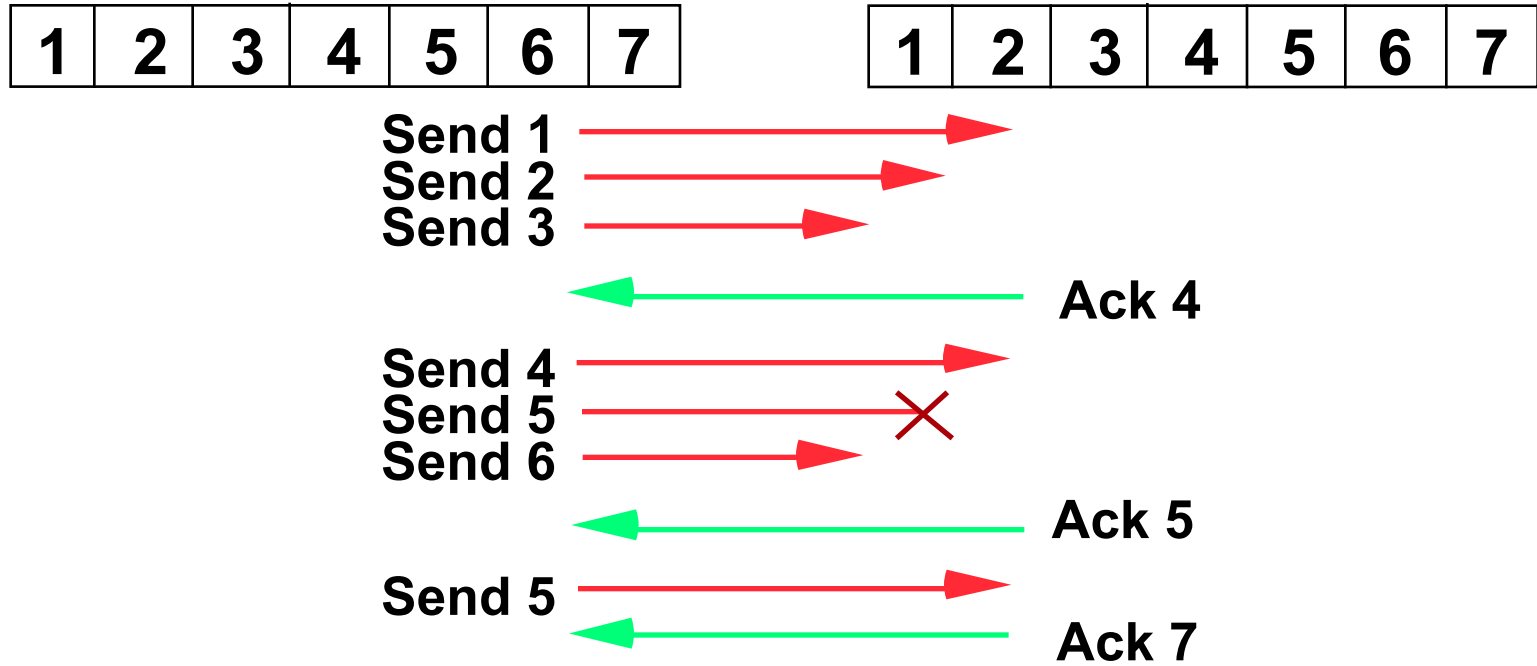 1 2 3 4 5 6 7
1 2 3 4 5 6 7
Send 1
Send 2
Send 3
Ack 4
Send 4
Send 5
Send 6
Ack 5
Send 5
Ack 7